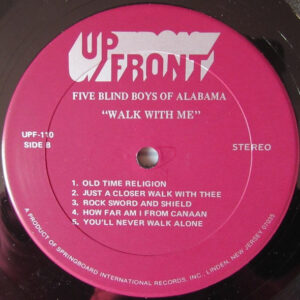 UP FRONT
FIVE BLIND BOYS OF ALABAMA
"WALK WITH ME"
UPF-110
SIDE B
STEREO
1. OLD TIME RELIGION
2. JUST A CLOSER WALK WITH THEE
3. ROCK SWORD AND SHIELD
4. HOW FAR AM I FROM CANAAN
5. YOU'LL NEVER WALK ALONE
A PRODUCT OF SPRINGBOARD INTERNATIONAL RECORDS, INC. LINDEN, NEW JERSEY 07036